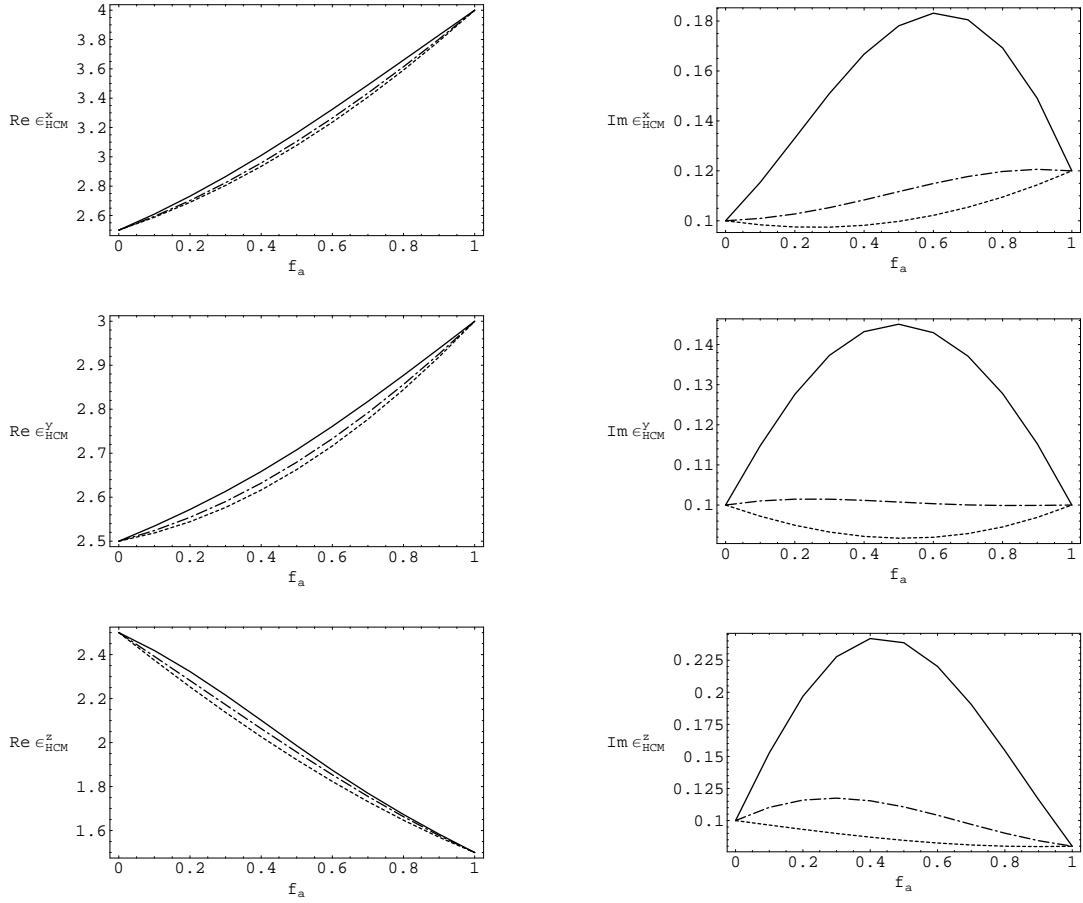 4
3.8
3.6
3.4
Re ϵ^x_HCM
3.2
3
2.8
2.6
0 0.2 0.4 0.6 0.8 1
f_a
0.18
0.16
Im ϵ^x_HCM
0.14
0.12
0.1
0 0.2 0.4 0.6 0.8 1
f_a
3
2.9
2.8
Re ϵ^y_HCM
2.7
2.6
2.5
0 0.2 0.4 0.6 0.8 1
f_a
0.14
0.13
Im ϵ^y_HCM
0.12
0.11
0.1
0 0.2 0.4 0.6 0.8 1
f_a
2.4
2.2
Re ϵ^z_HCM
2
1.8
1.6
0 0.2 0.4 0.6 0.8 1
f_a
0.225
0.2
0.175
Im ϵ^z_HCM
0.15
0.125
0.1
0 0.2 0.4 0.6 0.8 1
f_a